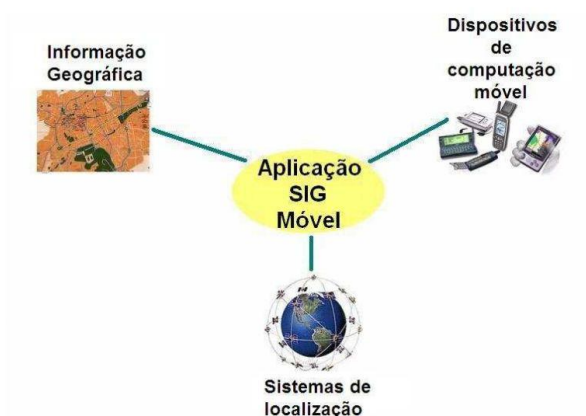 Informação
Geográfica
Dispositivos
de
computação
móvel
Aplicação
SIG
Móvel
Sistemas de
localização